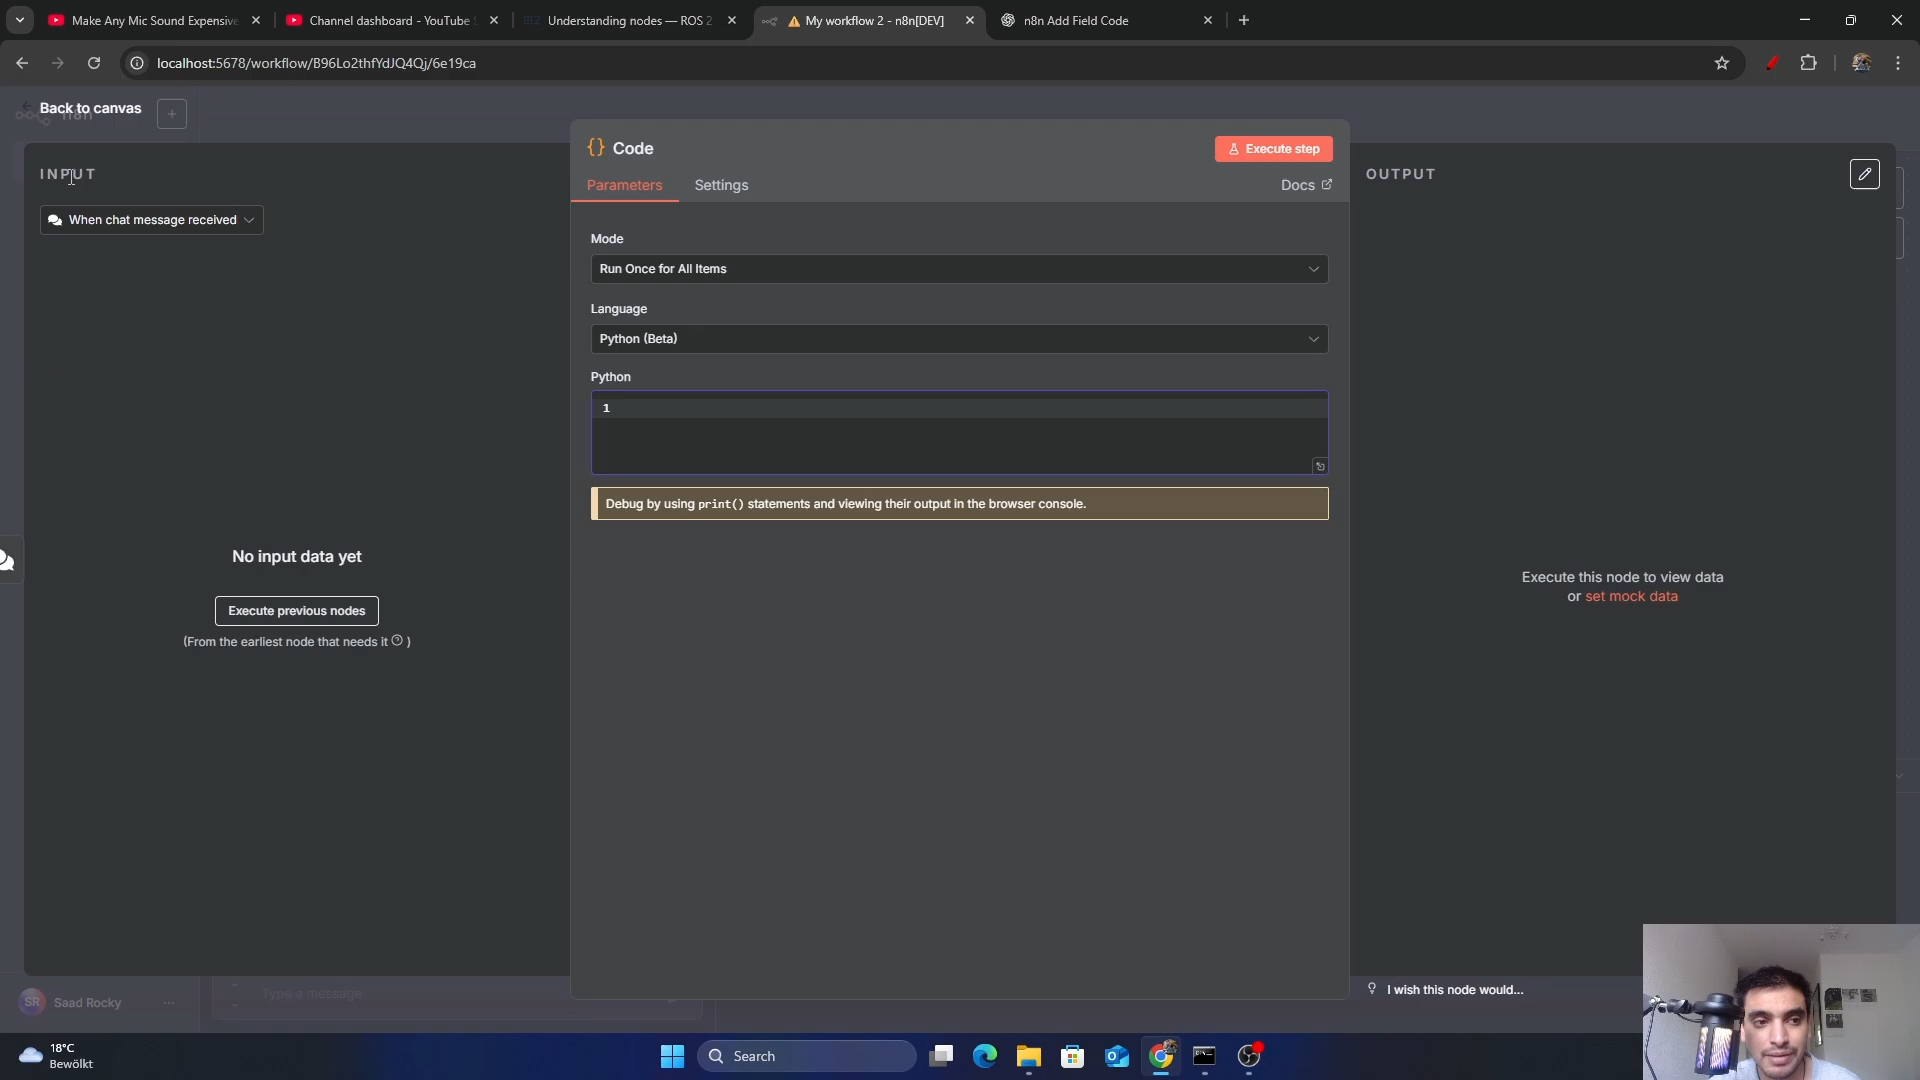 Make Any Mic Sound Expensive
Channel dashboard - YouTube
Understanding nodes — ROS 2
My workflow 2 - n8n[DEV]
n8n Add Field Code
localhost:5678/workflow/B96Lo2thfYdJQ4Qj/6e19ca
Back to canvas
n8n
Code
Execute step
INPUT
OUTPUT
Parameters
Settings
Docs
When chat message received
Mode
Run Once for All Items
Language
Python (Beta)
Python
1
Debug by using print() statements and viewing their output in the browser console.
No input data yet
Execute previous nodes
(From the earliest node that needs it ? )
Execute this node to view data
or set mock data
SR
Saad Rocky
...
Type a message
I wish this node would...
18°C
Bewölkt
Search